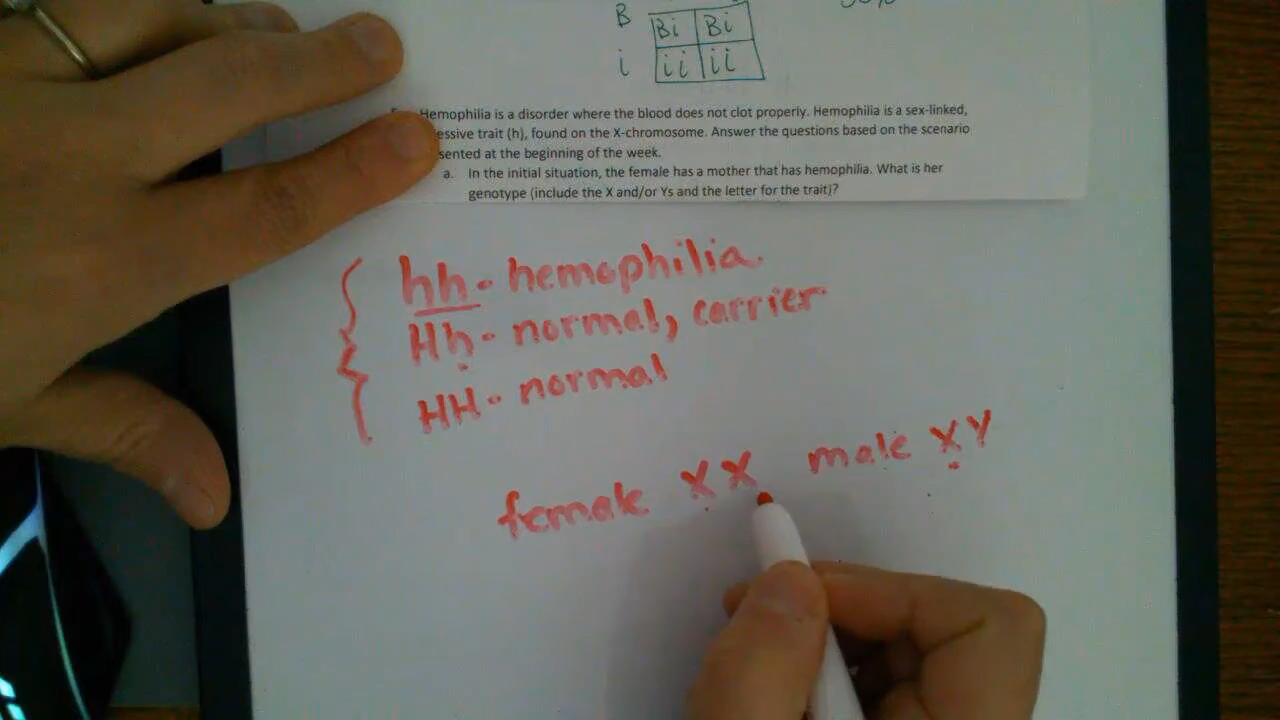 B Bi Bi
i ii ii
Hemophilia is a disorder where the blood does not clot properly. Hemophilia is a sex-linked,
essive trait (h), found on the X-chromosome. Answer the questions based on the scenario
sented at the beginning of the week.
a. In the initial situation, the female has a mother that has hemophilia. What is her
genotype (include the X and/or Ys and the letter for the trait)?
hh - hemophilia.
Hh - normal, carrier
HH - normal
female XX male XY